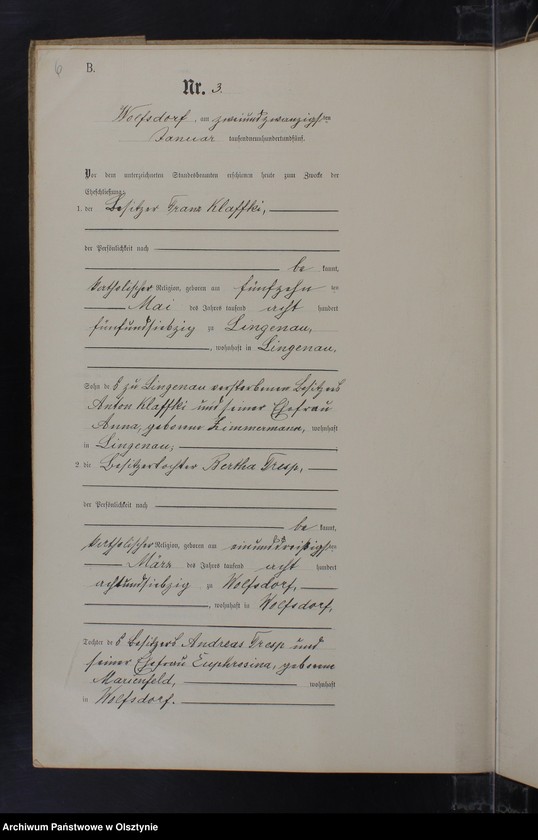 6
B.
Nr. 3.
Wolfsdorf, am zweiundzwanzigsten
Januar tausendneunhundertundfünf.
Vor dem unterzeichneten Standesbeamten erschienen heute zum Zwecke der
Eheschließung:
1. der Besitzer Franz Klaffki,
der Persönlichkeit nach
be kannt,
katholischer Religion, geboren am fünfzehn ten
Mai des Jahres tausend acht hundert
fünfundsiebzig zu Lingenau,
, wohnhaft in Lingenau,
Sohn des zu Lingenau verstorbenen Besitzers
Anton Klaffki und seiner Ehefrau
Anna, geborene Zimmermann, wohnhaft
in Lingenau;
2. die Besitzertochter Bertha Tresp,
der Persönlichkeit nach
be kannt,
katholischer Religion, geboren am einunddreißigsten
März des Jahres tausend acht hundert
achtundsiebzig zu Wolfsdorf,
, wohnhaft in Wolfsdorf,
Tochter des Besitzers Andreas Tresp und
seiner Ehefrau Euphrosina, geborene
Marienfeld, wohnhaft
in Wolfsdorf.
Archiwum Państwowe w Olsztynie